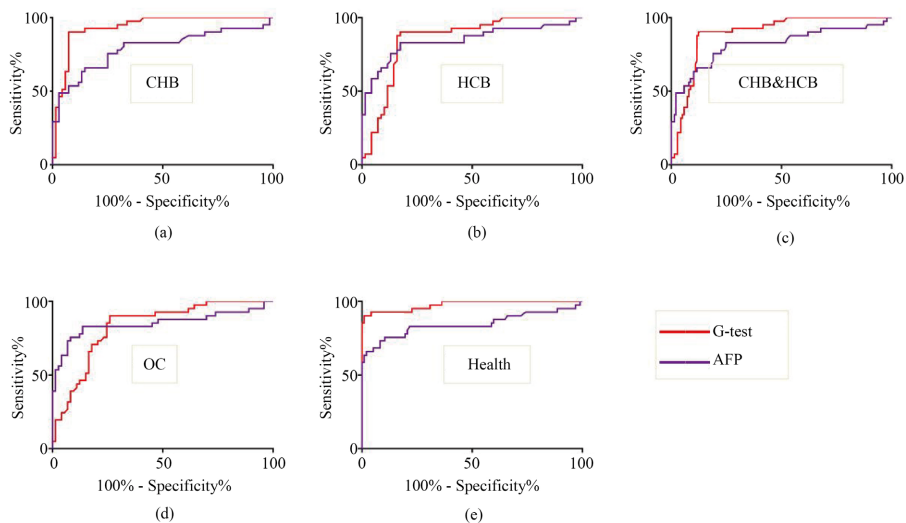 100
50
0
Sensitivity%
CHB
0
50
100
100% - Specificity%
(a)
100
50
0
Sensitivity%
HCB
0
50
100
100% - Specificity%
(b)
100
50
0
Sensitivity%
CHB&HCB
0
50
100
100% - Specificity%
(c)
100
50
0
Sensitivity%
OC
0
50
100
100% - Specificity%
(d)
100
50
0
Sensitivity%
Health
0
50
100
100% - Specificity%
(e)
G-test
AFP